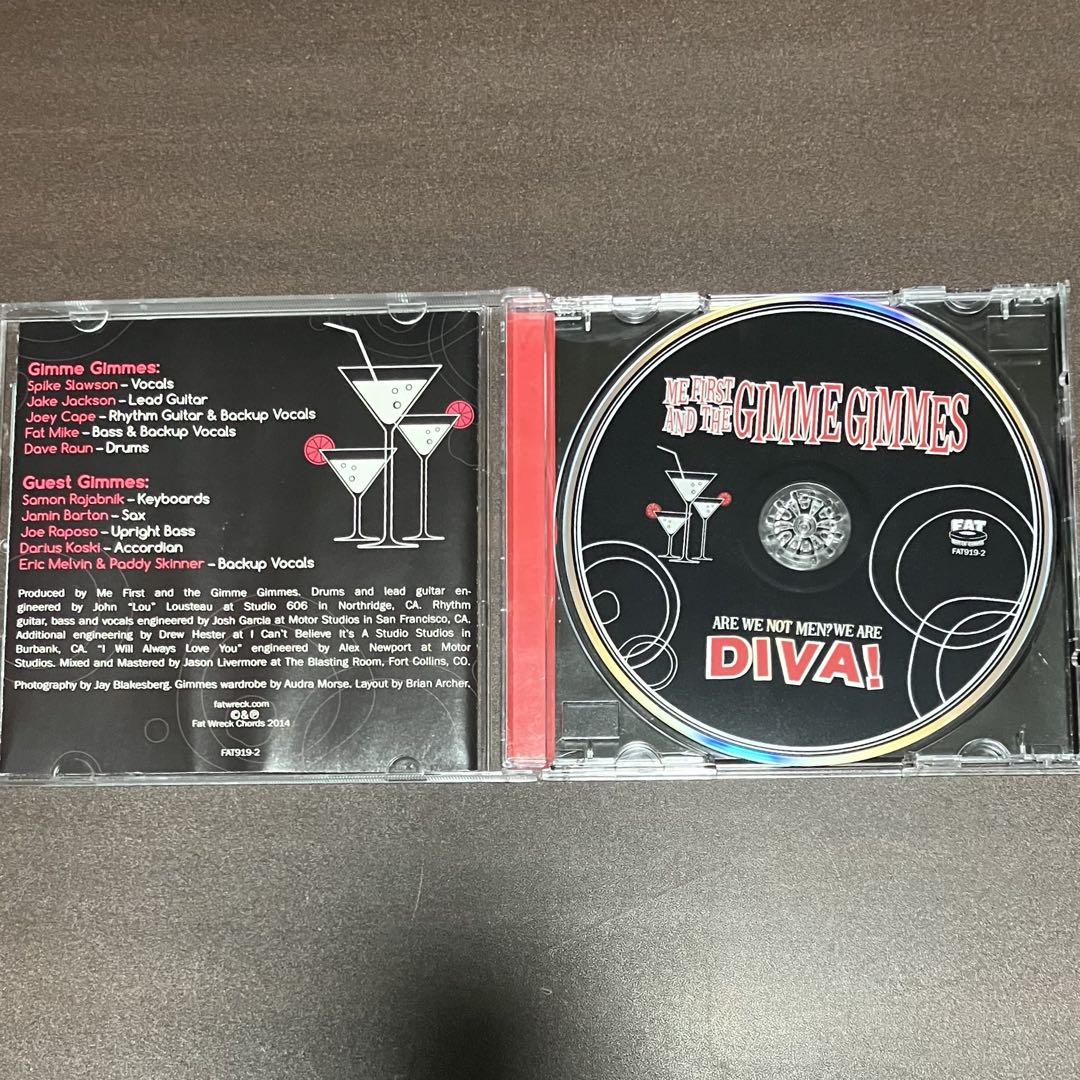 Gimme Gimmes:
Spike Slawson – Vocals
Jake Jackson – Lead Guitar
Joey Cape – Rhythm Guitar & Backup Vocals
Fat Mike – Bass & Backup Vocals
Dave Raun – Drums
Guest Gimmes:
Samon Rajabnik – Keyboards
Jamin Barton – Sax
Joe Raposo – Upright Bass
Darius Koski – Accordian
Eric Melvin & Paddy Skinner – Backup Vocals
Produced by Me First and the Gimme Gimmes. Drums and lead guitar en-
gineered by John "Lou" Lousteau at Studio 606 in Northridge, CA. Rhythm
guitar, bass and vocals engineered by Josh Garcia at Motor Studios in San Francisco, CA.
Additional engineering by Drew Hester at I Can't Believe It's A Studio Studios in
Burbank, CA. "I Will Always Love You" engineered by Alex Newport at Motor
Studios. Mixed and Mastered by Jason Livermore at The Blasting Room, Fort Collins, CO.
Photography by Jay Blakesberg. Gimmes wardrobe by Audra Morse. Layout by Brian Archer.
fatwreck.com
©&℗
Fat Wreck Chords 2014
FAT919-2
ME FIRST
AND THE GIMME GIMMES
FAT
WRECK CHORDS
FAT919-2
ARE WE NOT MEN? WE ARE
DIVA!